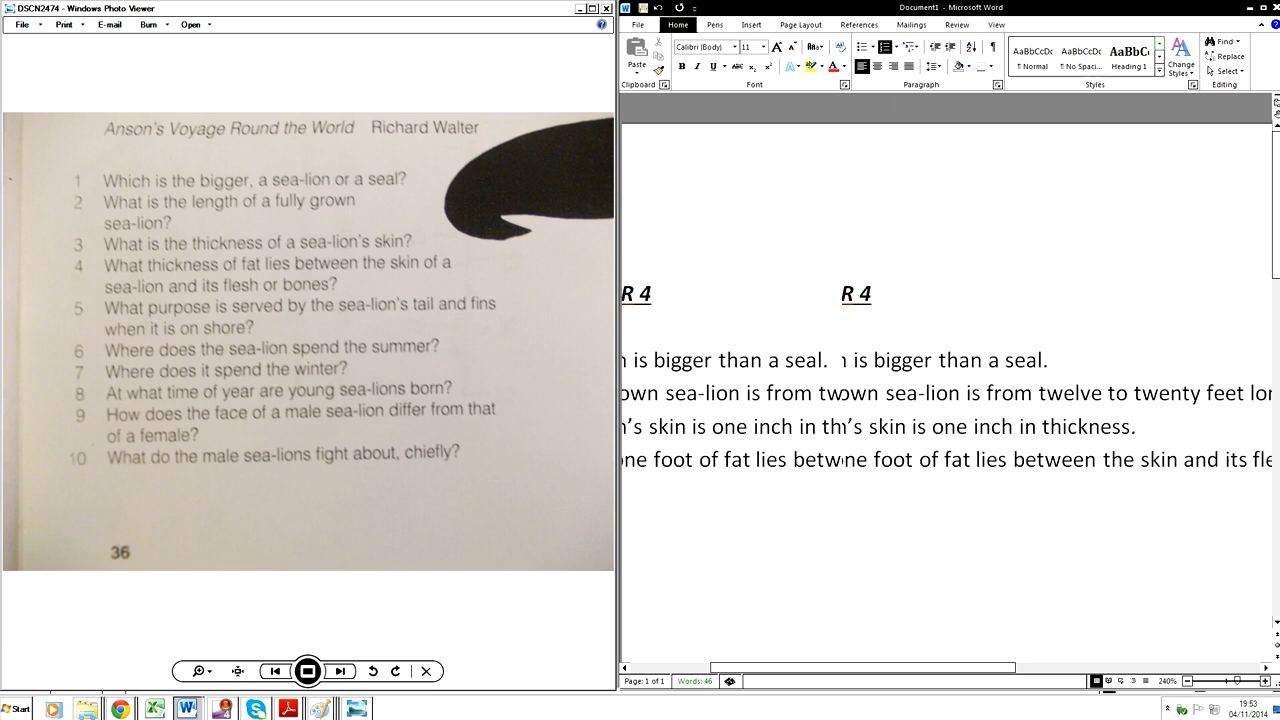 DSCN2474 - Windows Photo Viewer
File Print E-mail Burn Open
Anson's Voyage Round the World Richard Walter
1 Which is the bigger, a sea-lion or a seal?
2 What is the length of a fully grown
sea-lion?
3 What is the thickness of a sea-lion's skin?
4 What thickness of fat lies between the skin of a
sea-lion and its flesh or bones?
5 What purpose is served by the sea-lion's tail and fins
when it is on shore?
6 Where does the sea-lion spend the summer?
7 Where does it spend the winter?
8 At what time of year are young sea-lions born?
9 How does the face of a male sea-lion differ from that
of a female?
10 What do the male sea-lions fight about, chiefly?
36
Document1 - Microsoft Word
File Home Pens Insert Page Layout References Mailings Review View
Paste
Calibri (Body) 11
B I U ABC X₂ X²
AaBbCcDc AaBbCcDc AaBbC
¶ Normal ¶ No Spaci... Heading 1
Change
Styles
Find
Replace
Select
Clipboard Font Paragraph Styles Editing
R 4 R 4
n is bigger than a seal. n is bigger than a seal.
own sea-lion is from tw own sea-lion is from twelve to twenty feet lor
n's skin is one inch in th n's skin is one inch in thickness.
one foot of fat lies betw ne foot of fat lies between the skin and its fle
Page: 1 of 1 Words: 46 240%
Start
19:53
04/11/2014